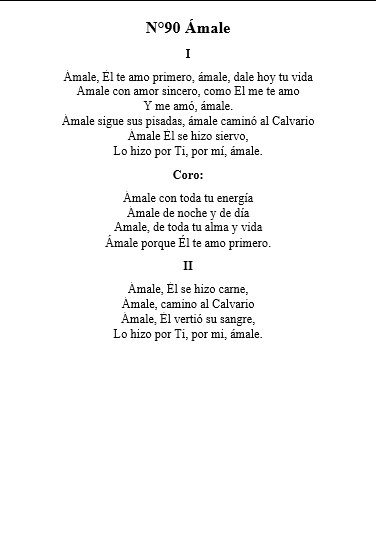 N°90 Ámale
I
Ámale, Él te amo primero, ámale, dale hoy tu vida
Ámale con amor sincero, como El me te amo
Y me amó, ámale.
Ámale sigue sus pisadas, ámale caminó al Calvario
Ámale Él se hizo siervo,
Lo hizo por Ti, por mí, ámale.
Coro:
Ámale con toda tu energía
Ámale de noche y de día
Ámale, de toda tu alma y vida
Ámale porque Él te amo primero.
II
Ámale, Él se hizo carne,
Ámale, camino al Calvario
Ámale, Él vertió su sangre,
Lo hizo por Ti, por mi, ámale.